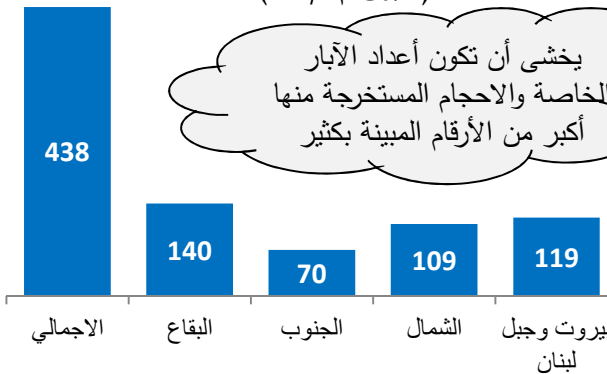 يخشى أن تكون أعداد الآبار
الخاصة والاحجام المستخرجة منها
أكبر من الأرقام المبينة بكثير
438
140
70
109
119
الاجمالي
البقاع
الجنوب
الشمال
بيروت وجبل
لبنان